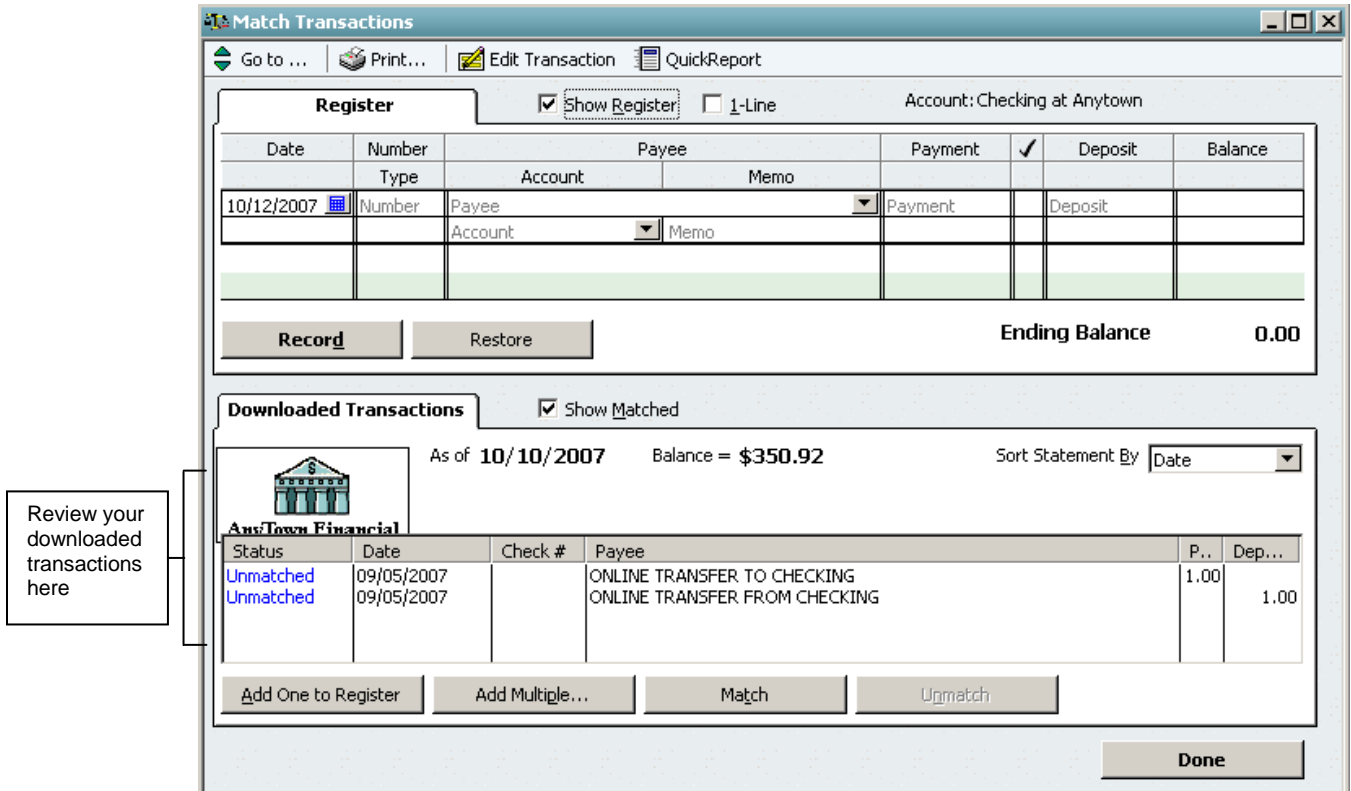 Match Transactions
Go to ... Print... Edit Transaction QuickReport
Register Show Register 1-Line Account: Checking at Anytown
Date Number Payee Payment ✓ Deposit Balance
Type Account Memo
10/12/2007 Number Payee Payment Deposit
Account Memo
Record Restore Ending Balance 0.00
Downloaded Transactions Show Matched
As of 10/10/2007 Balance = $350.92 Sort Statement By Date
AnyTown Financial
Status Date Check # Payee P.. Dep...
Unmatched 09/05/2007 ONLINE TRANSFER TO CHECKING 1.00
Unmatched 09/05/2007 ONLINE TRANSFER FROM CHECKING 1.00
Add One to Register Add Multiple... Match Unmatch
Done
Review your
downloaded
transactions
here